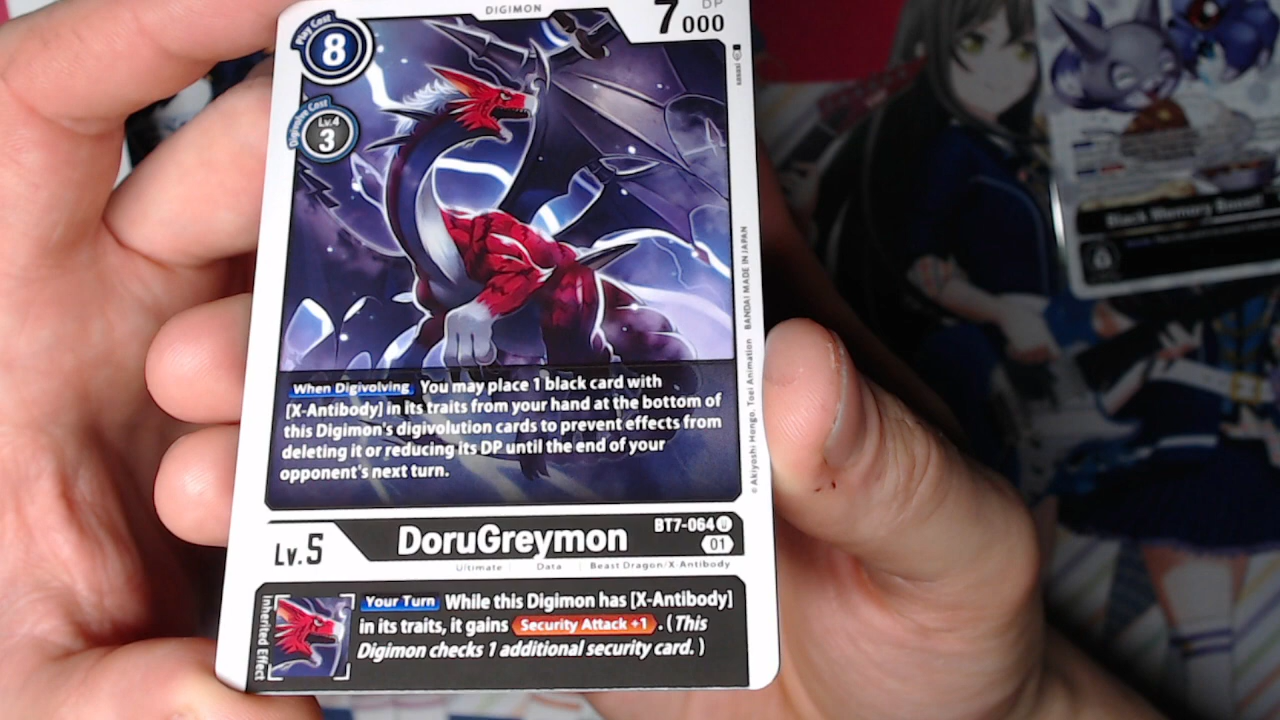 DIGIMON
DP
Play Cost
8
7000
Digivolve Cost
Lv.4
3
sasasi
When Digivolving You may place 1 black card with
[X-Antibody] in its traits from your hand at the bottom of
this Digimon's digivolution cards to prevent effects from
deleting it or reducing its DP until the end of your
opponent's next turn.
© Akiyoshi Hongo, Toei Animation BANDAI MADE IN JAPAN
Lv.5
DoruGreymon
BT7-064 U
01
Ultimate | Data | Beast Dragon/X Antibody
Inherited Effect
Your Turn While this Digimon has [X-Antibody]
in its traits, it gains Security Attack +1. (This
Digimon checks 1 additional security card.)
Black Memory Boost!